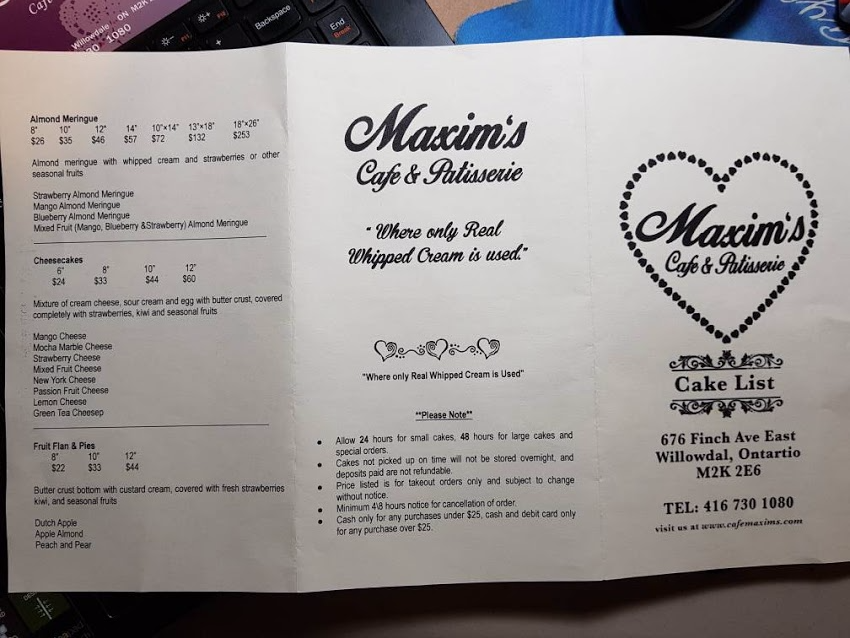 Café
Willowdale ON M2K
730 1080
Backspace
End
Break
Almond Meringue
8" 10" 12" 14" 10"×14" 13"×18" 18"×26"
$26 $35 $46 $57 $72 $132 $253
Almond meringue with whipped cream and strawberries or other
seasonal fruits
Strawberry Almond Meringue
Mango Almond Meringue
Blueberry Almond Meringue
Mixed Fruit (Mango, Blueberry &Strawberry) Almond Meringue
Cheesecakes
6" 8" 10" 12"
$24 $33 $44 $60
Mixture of cream cheese, sour cream and egg with butter crust, covered
completely with strawberries, kiwi and seasonal fruits
Mango Cheese
Mocha Marble Cheese
Strawberry Cheese
Mixed Fruit Cheese
New York Cheese
Passion Fruit Cheese
Lemon Cheese
Green Tea Cheesep
Fruit Flan & Pies
8" 10" 12"
$22 $33 $44
Butter crust bottom with custard cream, covered with fresh strawberries
kiwi, and seasonal fruits
Dutch Apple
Apple Almond
Peach and Pear
Maxim's
Cafe & Patisserie
"Where only Real
Whipped Cream is used."
"Where only Real Whipped Cream is Used"
**Please Note**
• Allow 24 hours for small cakes, 48 hours for large cakes and
special orders.
• Cakes not picked up on time will not be stored overnight, and
deposits paid are not refundable.
• Price listed is for takeout orders only and subject to change
without notice.
• Minimum 4\8 hours notice for cancellation of order.
• Cash only for any purchases under $25, cash and debit card only
for any purchase over $25.
Maxim's
Cafe & Patisserie
Cake List
676 Finch Ave East
Willowdal, Ontartio
M2K 2E6
TEL: 416 730 1080
visit us at www.cafemaxims.com